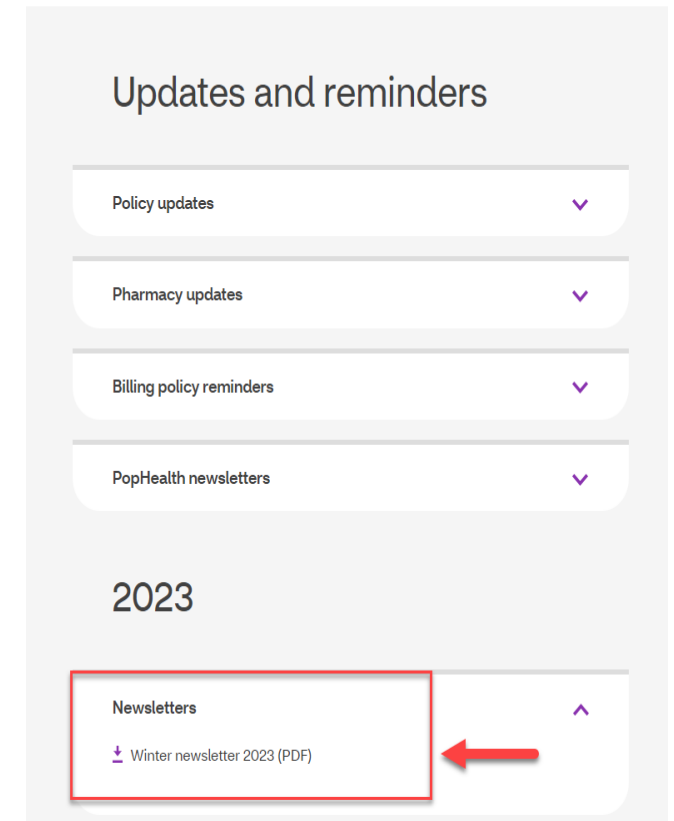 Updates and reminders
Policy updates
Pharmacy updates
Billing policy reminders
PopHealth newsletters
2023
Newsletters
Winter newsletter 2023 (PDF)